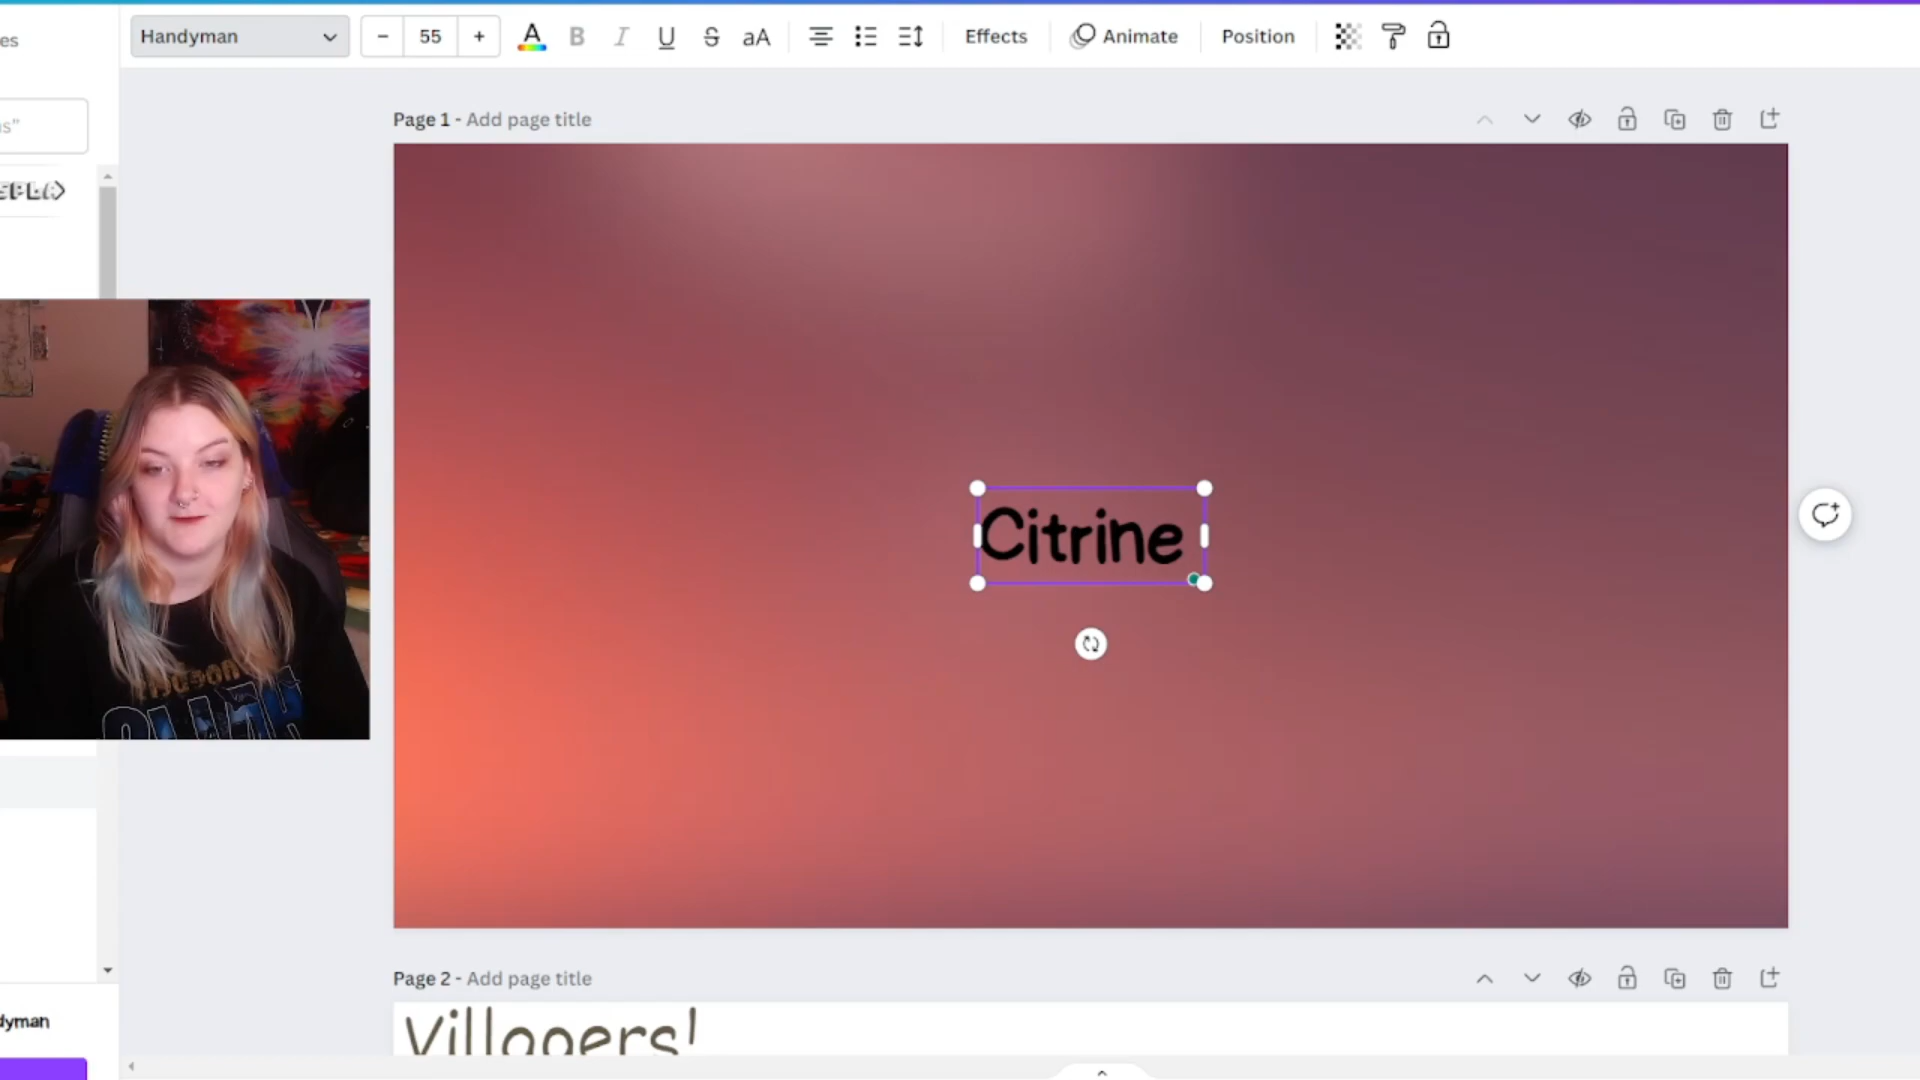 es
Handyman
55
A
B
I
U
S
aA
Effects
Animate
Position
s"
Page 1 - Add page title
Citrine
Page 2 - Add page title
Villagers!
dyman